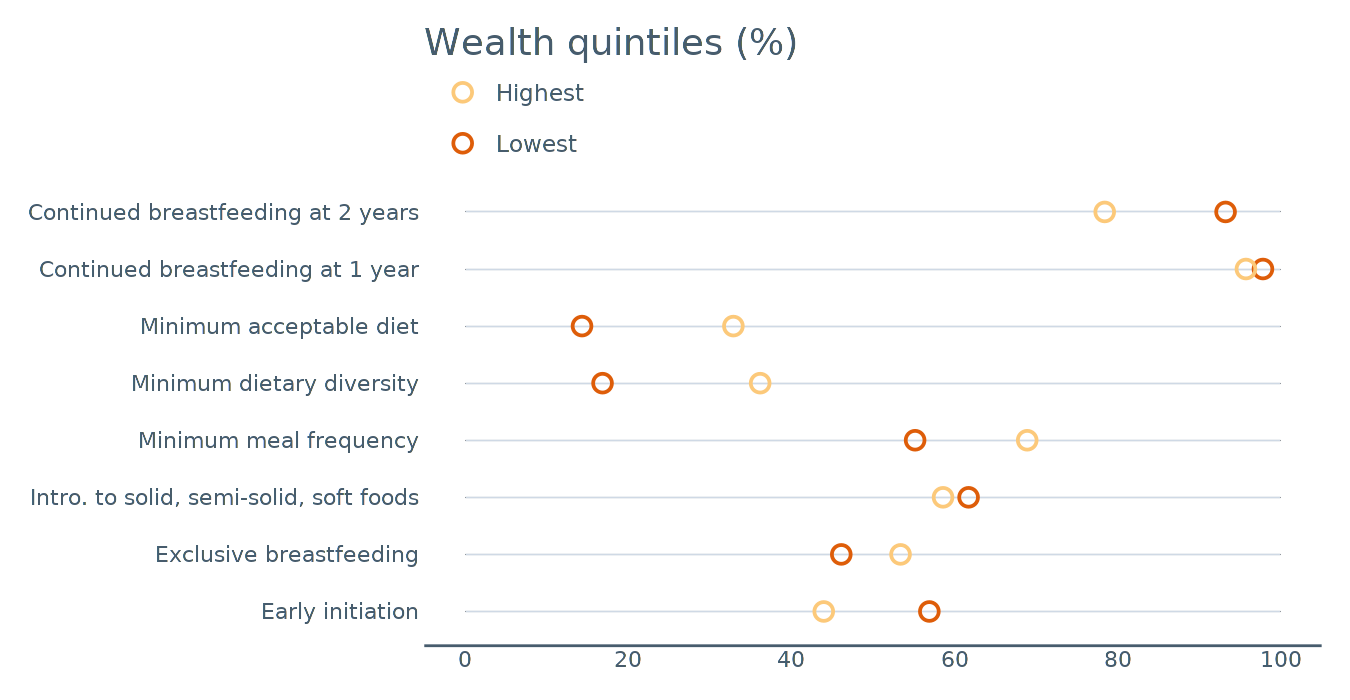 Wealth quintiles (%)
Highest
Lowest
Continued breastfeeding at 2 years
Continued breastfeeding at 1 year
Minimum acceptable diet
Minimum dietary diversity
Minimum meal frequency
Intro. to solid, semi-solid, soft foods
Exclusive breastfeeding
Early initiation
0 20 40 60 80 100